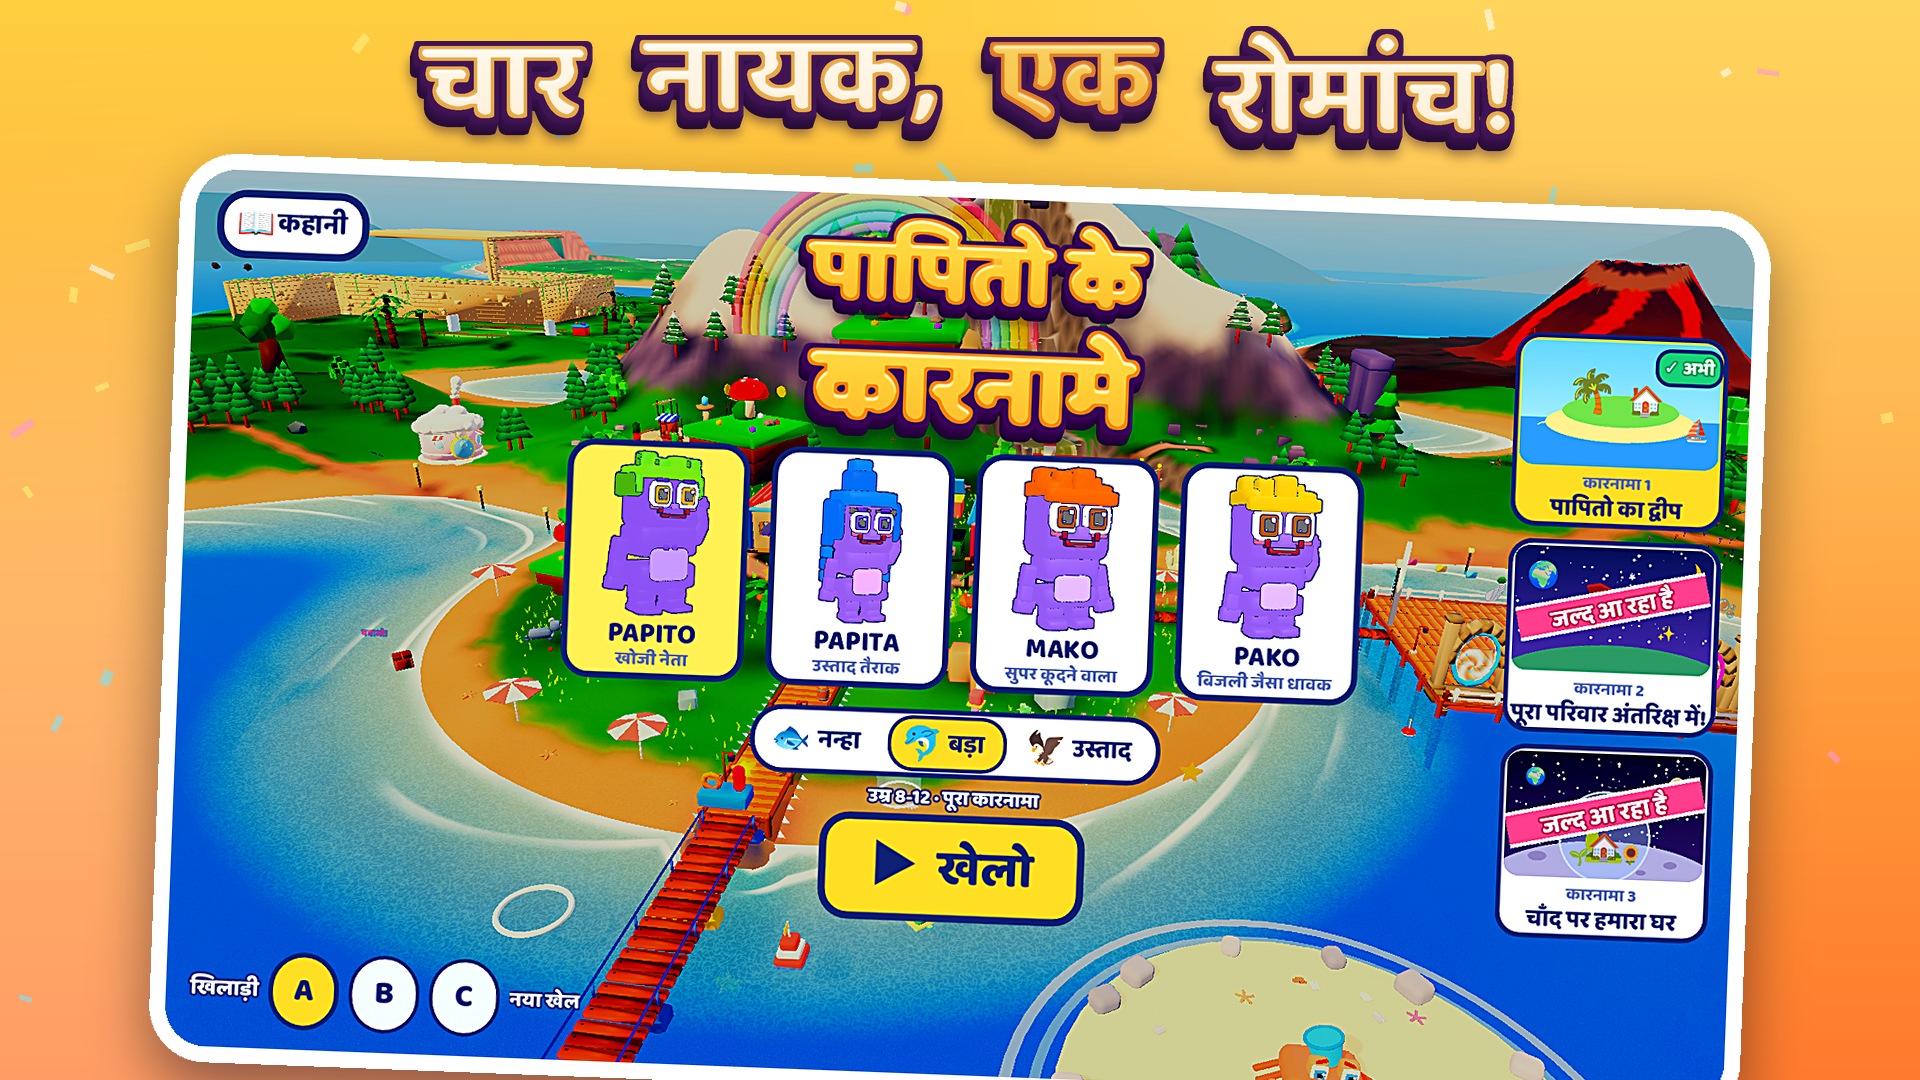 चार नायक, एक रोमांच!
कहानी
पापितो के
कारनामे
PAPITO
खोजी नेता
PAPITA
उस्ताद तैराक
MAKO
सुपर कूदने वाला
PAKO
बिजली जैसा धावक
नन्हा
बड़ा
उस्ताद
उम्र 8-12 · पूरा कारनामा
▶ खेलो
✓ अभी
कारनामा 1
पापितो का द्वीप
जल्द आ रहा है
कारनामा 2
पूरा परिवार अंतरिक्ष में!
जल्द आ रहा है
कारनामा 3
चाँद पर हमारा घर
खिलाड़ी A B C नया खेल